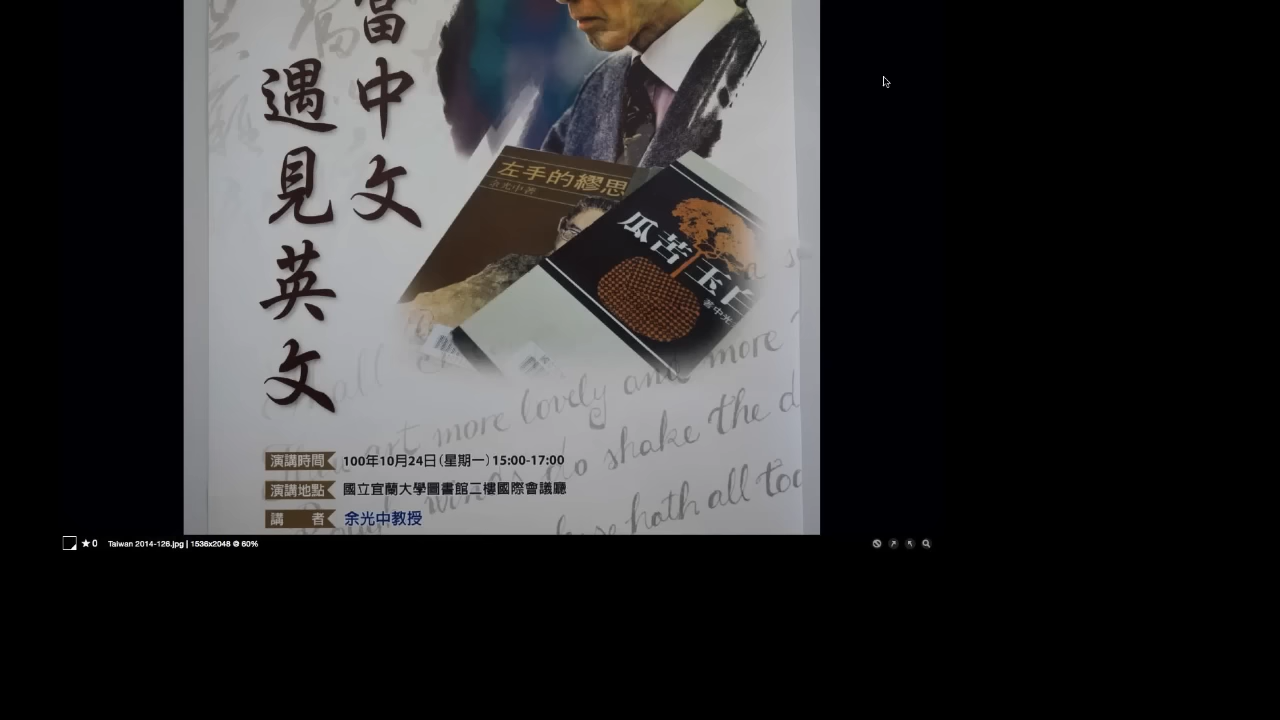 當中文
遇見英文
左手的繆思
余光中著
白玉苦瓜
more lovely and more
do shake the d
hath all too
演講時間 100年10月24日(星期一)15:00-17:00
演講地點 國立宜蘭大學圖書館二樓國際會議廳
講 者 余光中教授
★0 Taiwan 2014-126.jpg | 1536x2048 @ 60%